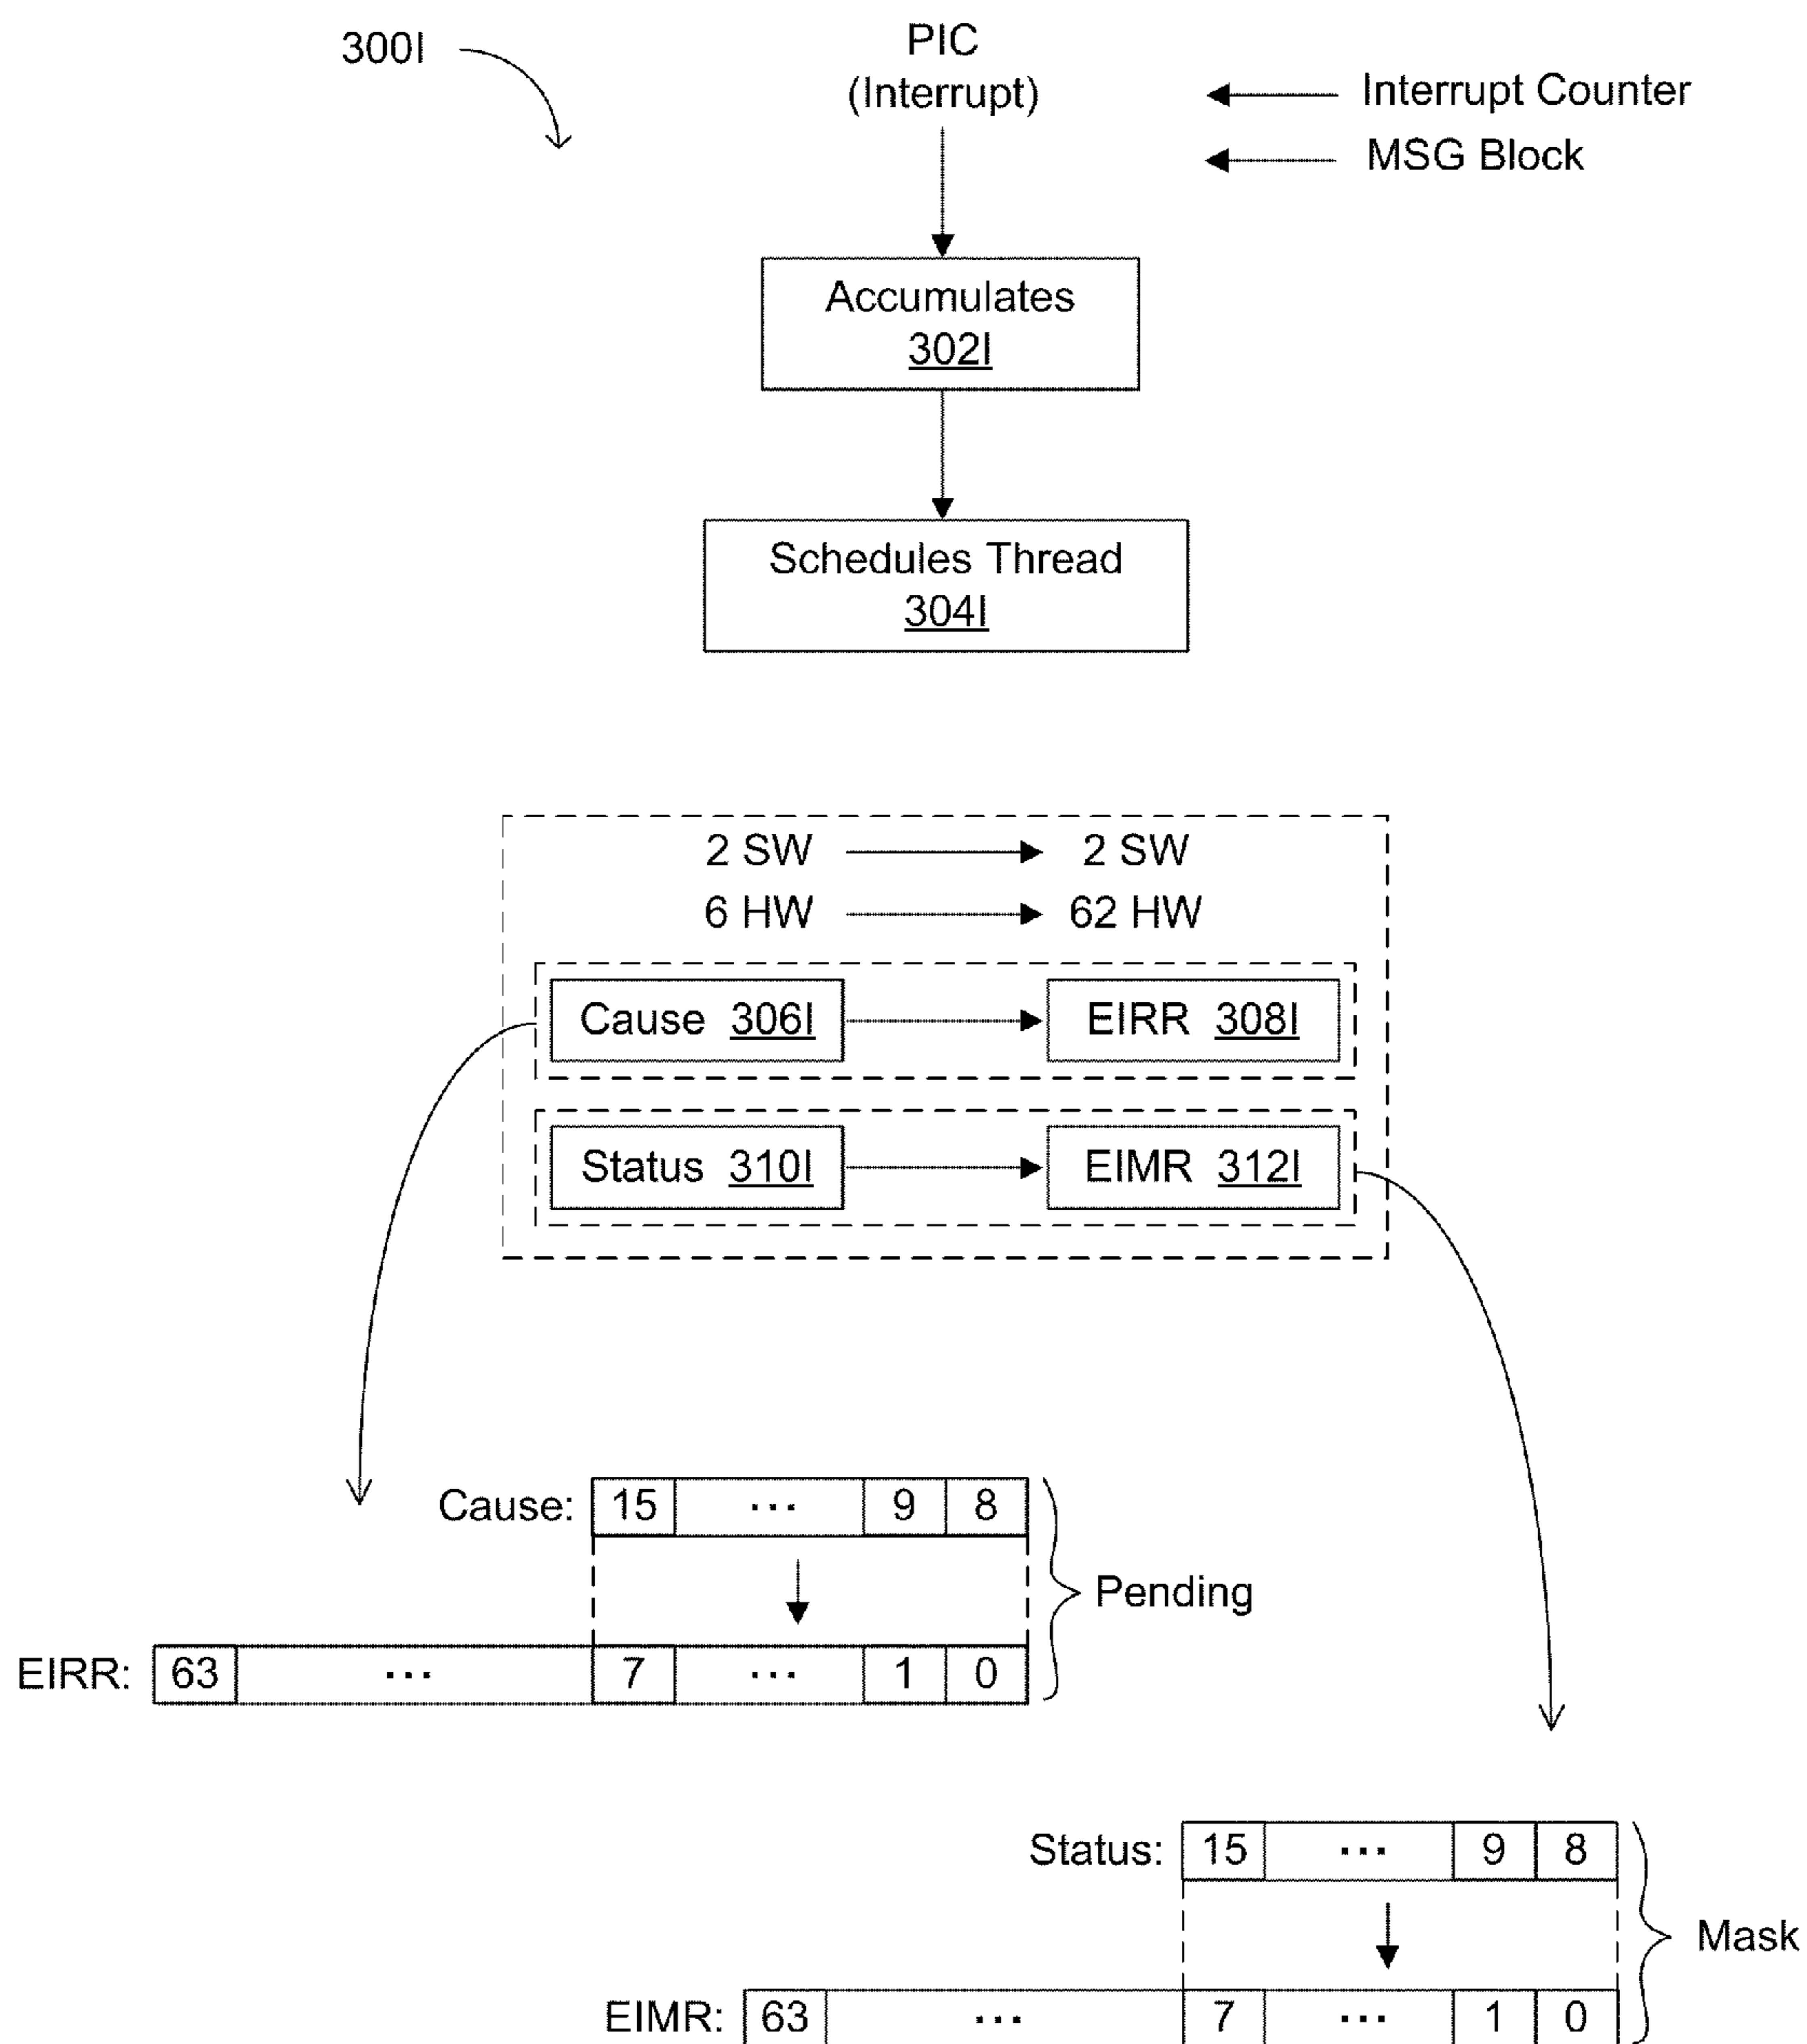 300I
PIC
(Interrupt)
Interrupt Counter
MSG Block
Accumulates
302I
Schedules Thread
304I
2 SW 2 SW
6 HW 62 HW
Cause 306I EIRR 308I
Status 310I EIMR 312I
Cause: 15 ... 9 8
Pending
EIRR: 63 ... 7 ... 1 0
Status: 15 ... 9 8
Mask
EIMR: 63 ... 7 ... 1 0